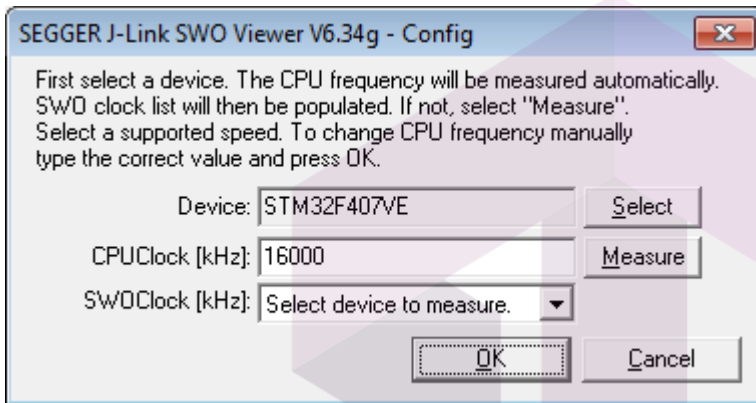 SEGGER J-Link SWO Viewer V6.34g - Config
First select a device. The CPU frequency will be measured automatically.
SWO clock list will then be populated. If not, select "Measure".
Select a supported speed. To change CPU frequency manually
type the correct value and press OK.
Device: STM32F407VE Select
CPUClock [kHz]: 16000 Measure
SWOClock [kHz]: Select device to measure.
OK Cancel